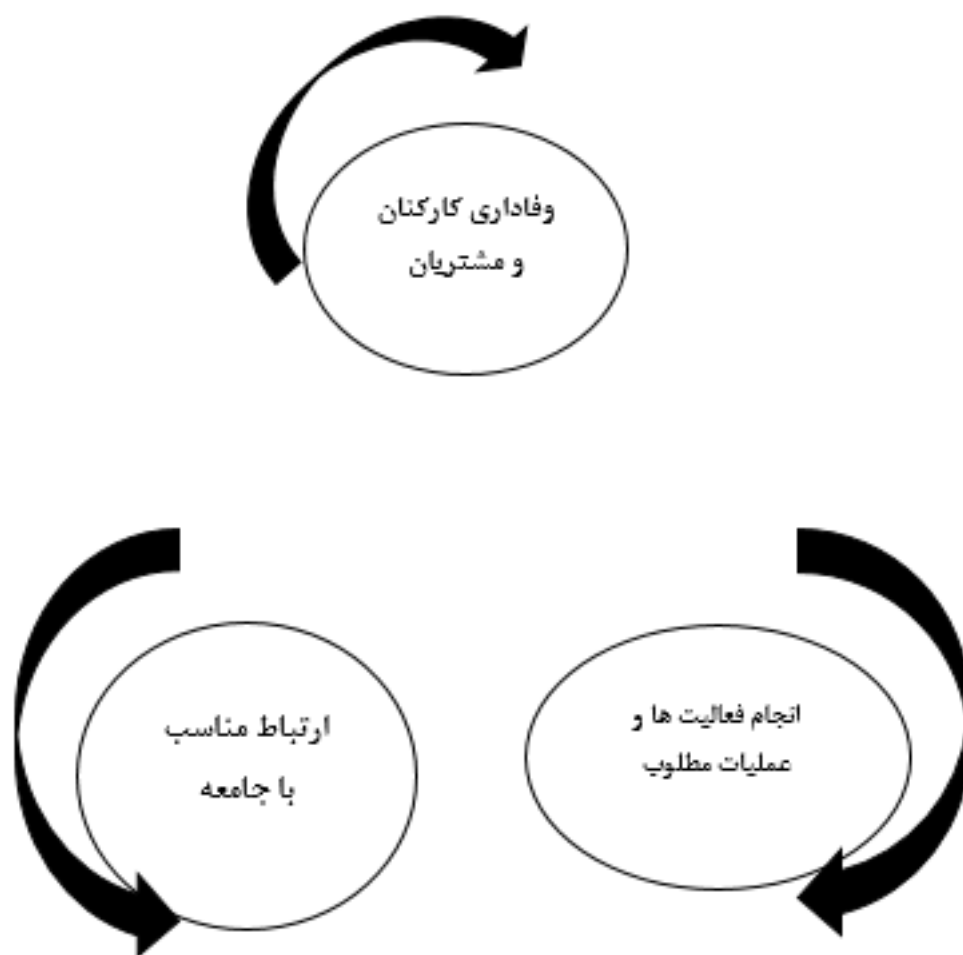 وفاداری کارکنان
و مشتریان
انجام فعالیت ها و
عملیات مطلوب
ارتباط مناسب
با جامعه